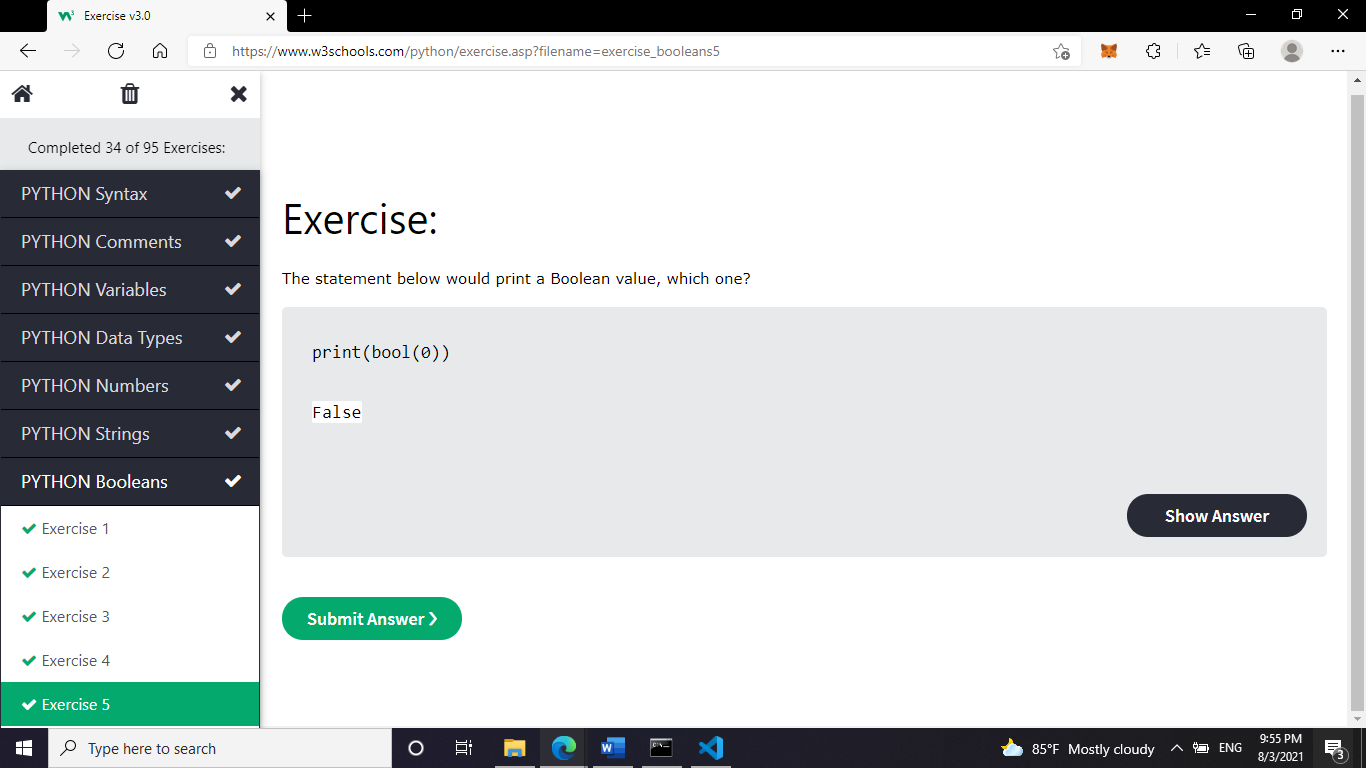 Exercise v3.0
https://www.w3schools.com/python/exercise.asp?filename=exercise_booleans5
Completed 34 of 95 Exercises:
PYTHON Syntax
PYTHON Comments
PYTHON Variables
PYTHON Data Types
PYTHON Numbers
PYTHON Strings
PYTHON Booleans
Exercise 1
Exercise 2
Exercise 3
Exercise 4
Exercise 5
Exercise:
The statement below would print a Boolean value, which one?
print(bool(0))
False
Show Answer
Submit Answer ❯
Type here to search
85°F Mostly cloudy
ENG
9:55 PM
8/3/2021
3